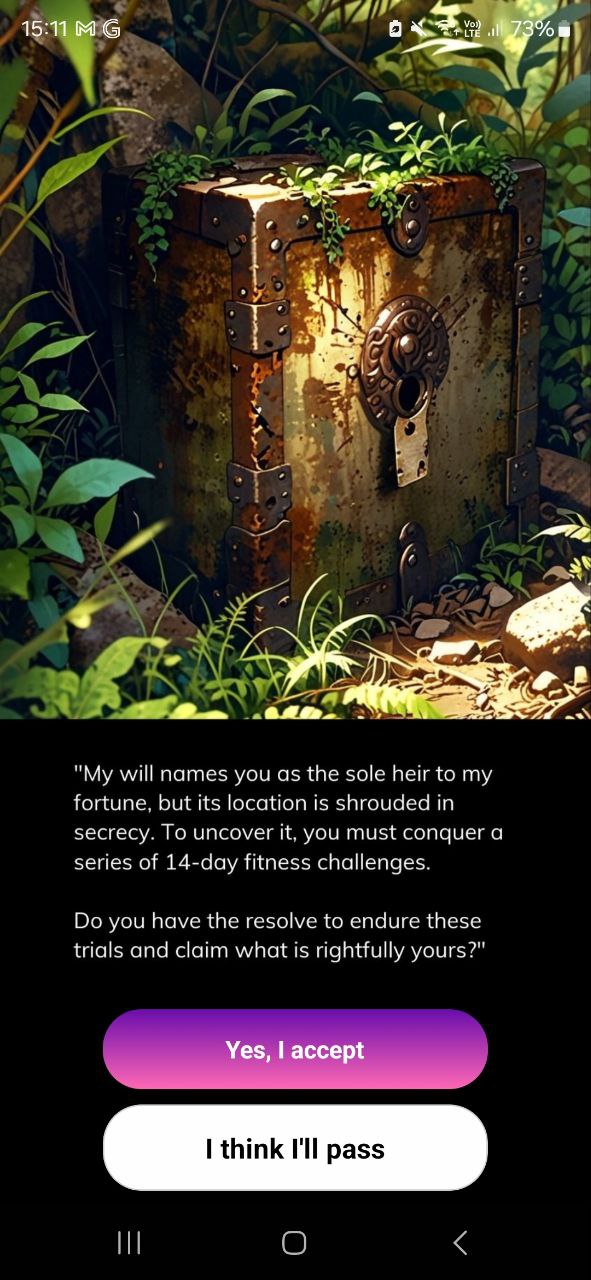 15:11 M G Vo) LTE 73%
"My will names you as the sole heir to my
fortune, but its location is shrouded in
secrecy. To uncover it, you must conquer a
series of 14-day fitness challenges.
Do you have the resolve to endure these
trials and claim what is rightfully yours?"
Yes, I accept
I think I'll pass